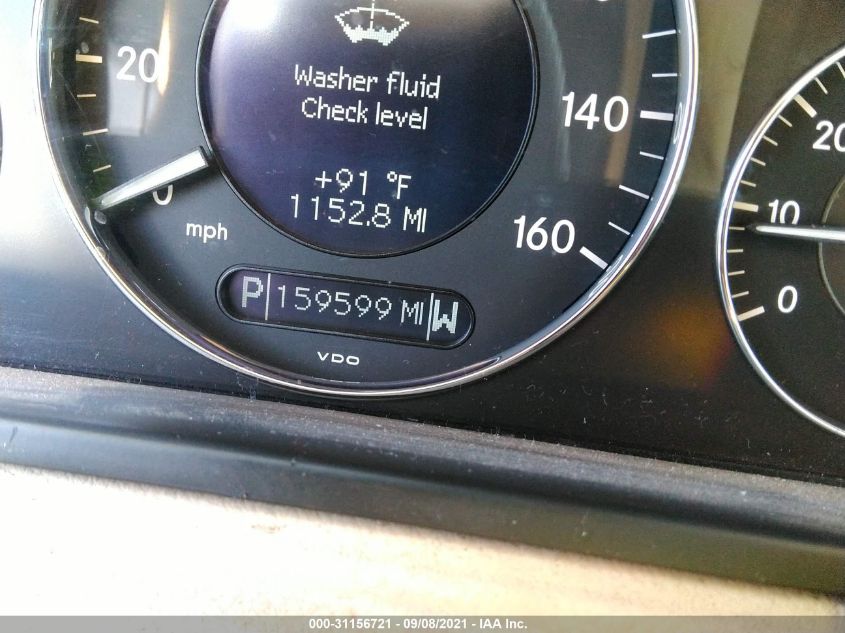 20
0
mph
Washer fluid
Check level
+91 °F
1152.8 MI
140
160
P 159599 MI W
VDO
20
10
0
000-31156721 - 09/08/2021 - IAA Inc.